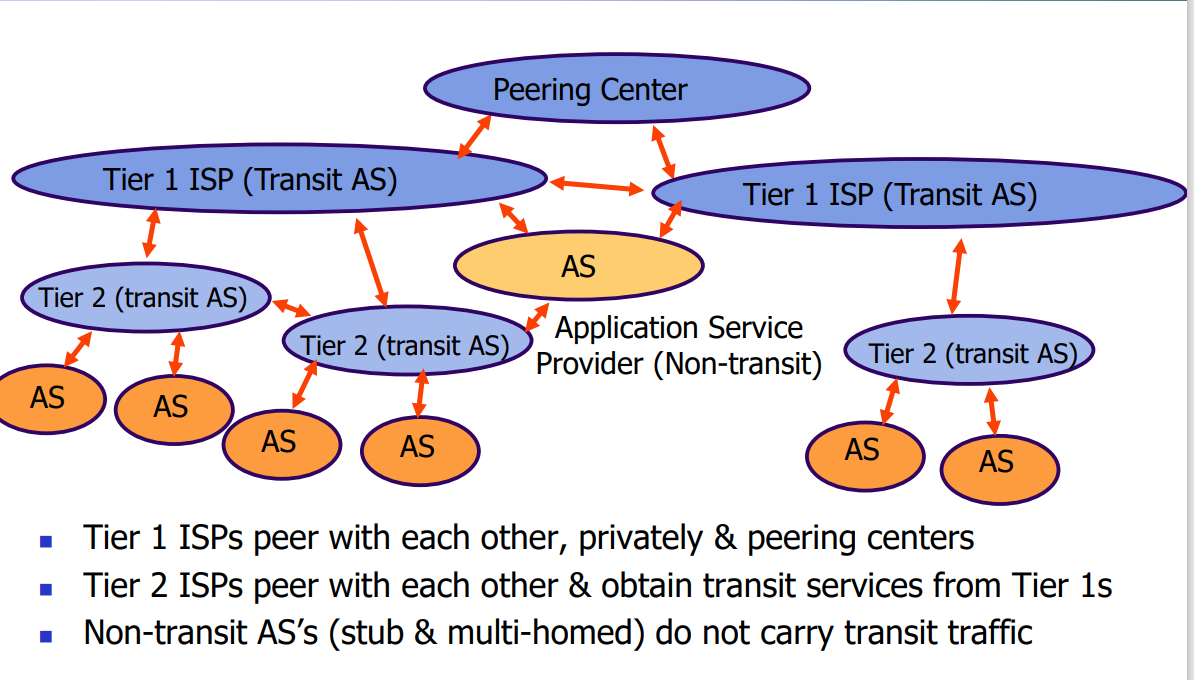 Peering Center
Tier 1 ISP (Transit AS)
Tier 1 ISP (Transit AS)
AS
Tier 2 (transit AS)
Application Service
Provider (Non-transit)
Tier 2 (transit AS)
Tier 2 (transit AS)
AS
AS
AS
AS
AS
AS
Tier 1 ISPs peer with each other, privately & peering centers
Tier 2 ISPs peer with each other & obtain transit services from Tier 1s
Non-transit AS’s (stub & multi-homed) do not carry transit traffic